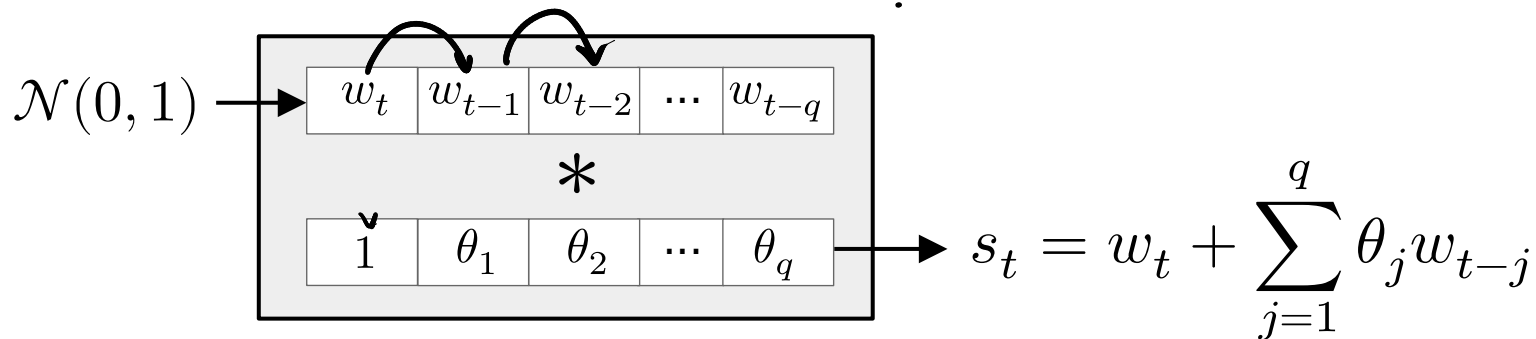 𝒩(0, 1) w_t w_{t−1} w_{t−2} ... w_{t−q}
*
1 θ_1 θ_2 ... θ_q s_t = w_t + \sum_{j=1}^{q} θ_j w_{t−j}